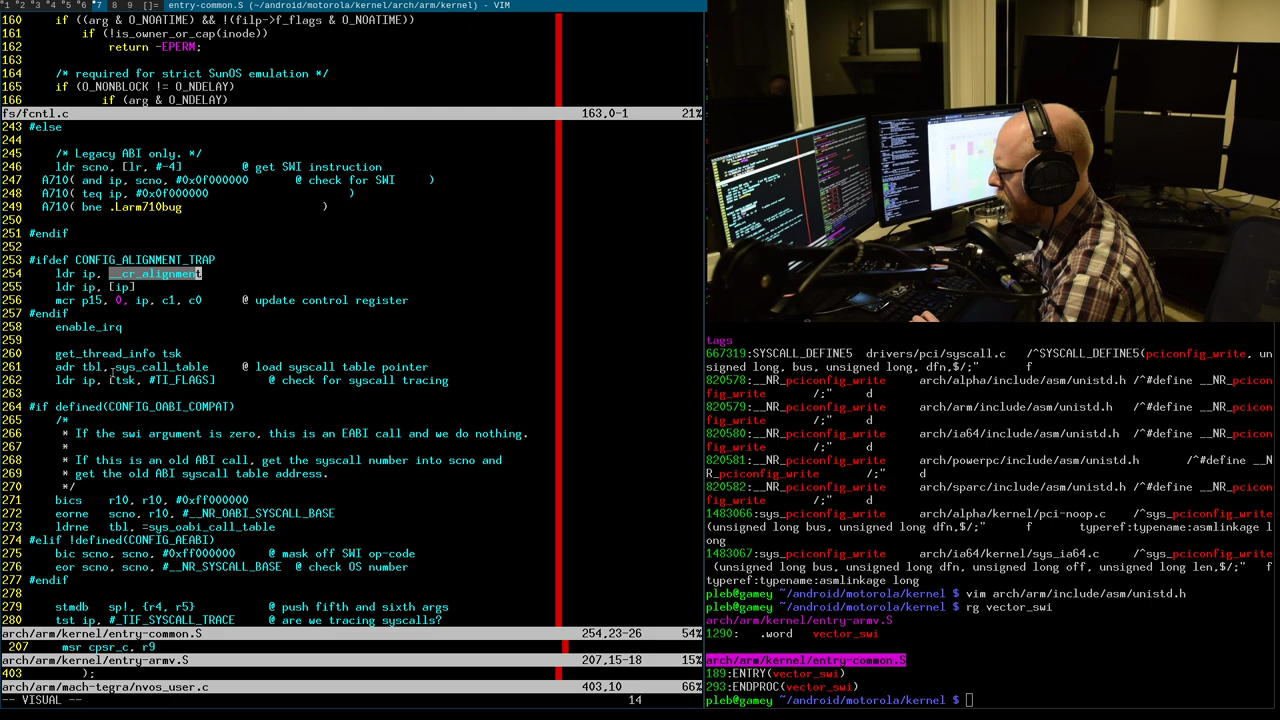 *1 *2 *3 *4 *5 *6 *7 8 9 []= entry-common.S (~/android/motorola/kernel/arch/arm/kernel) - VIM
160 if ((arg & O_NOATIME) && !(filp->f_flags & O_NOATIME))
161 if (!is_owner_or_cap(inode))
162 return -EPERM;
163
164 /* required for strict SunOS emulation */
165 if (O_NONBLOCK != O_NDELAY)
166 if (arg & O_NDELAY)
fs/fcntl.c 163,0-1 21%
243 #else
244
245 /* Legacy ABI only. */
246 ldr scno, [lr, #-4] @ get SWI instruction
247 A710( and ip, scno, #0x0f000000 @ check for SWI )
248 A710( teq ip, #0x0f000000 )
249 A710( bne .Larm710bug )
250
251 #endif
252
253 #ifdef CONFIG_ALIGNMENT_TRAP
254 ldr ip, __cr_alignment
255 ldr ip, [ip]
256 mcr p15, 0, ip, c1, c0 @ update control register
257 #endif
258 enable_irq
259
260 get_thread_info tsk
261 adr tbl, sys_call_table @ load syscall table pointer
262 ldr ip, [tsk, #TI_FLAGS] @ check for syscall tracing
263
264 #if defined(CONFIG_OABI_COMPAT)
265 /*
266 * If the swi argument is zero, this is an EABI call and we do nothing.
267 *
268 * If this is an old ABI call, get the syscall number into scno and
269 * get the old ABI syscall table address.
270 */
271 bics r10, r10, #0xff000000
272 eorne scno, r10, #__NR_OABI_SYSCALL_BASE
273 ldrne tbl, =sys_oabi_call_table
274 #elif !defined(CONFIG_AEABI)
275 bic scno, scno, #0xff000000 @ mask off SWI op-code
276 eor scno, scno, #__NR_SYSCALL_BASE @ check OS number
277 #endif
278
279 stmdb sp!, {r4, r5} @ push fifth and sixth args
280 tst ip, #_TIF_SYSCALL_TRACE @ are we tracing syscalls?
arch/arm/kernel/entry-common.S 254,23-26 54%
207 msr cpsr_c, r9
arch/arm/kernel/entry-armv.S 207,15-18 15%
403 );
arch/arm/mach-tegra/nvos_user.c 403,10 66%
-- VISUAL -- 14
tags
667319:SYSCALL_DEFINE5 drivers/pci/syscall.c /^SYSCALL_DEFINE5(pciconfig_write, un
signed long, bus, unsigned long, dfn,$/;" f
820578:__NR_pciconfig_write arch/alpha/include/asm/unistd.h /^#define __NR_pcicon
fig_write /;" d
820579:__NR_pciconfig_write arch/arm/include/asm/unistd.h /^#define __NR_pcicon
fig_write /;" d
820580:__NR_pciconfig_write arch/ia64/include/asm/unistd.h /^#define __NR_pcicon
fig_write /;" d
820581:__NR_pciconfig_write arch/powerpc/include/asm/unistd.h /^#define __N
R_pciconfig_write /;" d
820582:__NR_pciconfig_write arch/sparc/include/asm/unistd.h /^#define __NR_pcicon
fig_write /;" d
1483066:sys_pciconfig_write arch/arm/kernel/pci-noop.c /^sys_pciconfig_write
(unsigned long bus, unsigned long dfn,$/;" f typeref:typename:asmlinkage l
ong
1483067:sys_pciconfig_write arch/ia64/kernel/sys_ia64.c /^sys_pciconfig_write
(unsigned long bus, unsigned long dfn, unsigned long off, unsigned long len,$/;" f
typeref:typename:asmlinkage long
pleb@gamey ~/android/motorola/kernel $ vim arch/arm/include/asm/unistd.h
pleb@gamey ~/android/motorola/kernel $ rg vector_swi
arch/arm/kernel/entry-armv.S
1290: .word vector_swi
arch/arm/kernel/entry-common.S
189:ENTRY(vector_swi)
293:ENDPROC(vector_swi)
pleb@gamey ~/android/motorola/kernel $